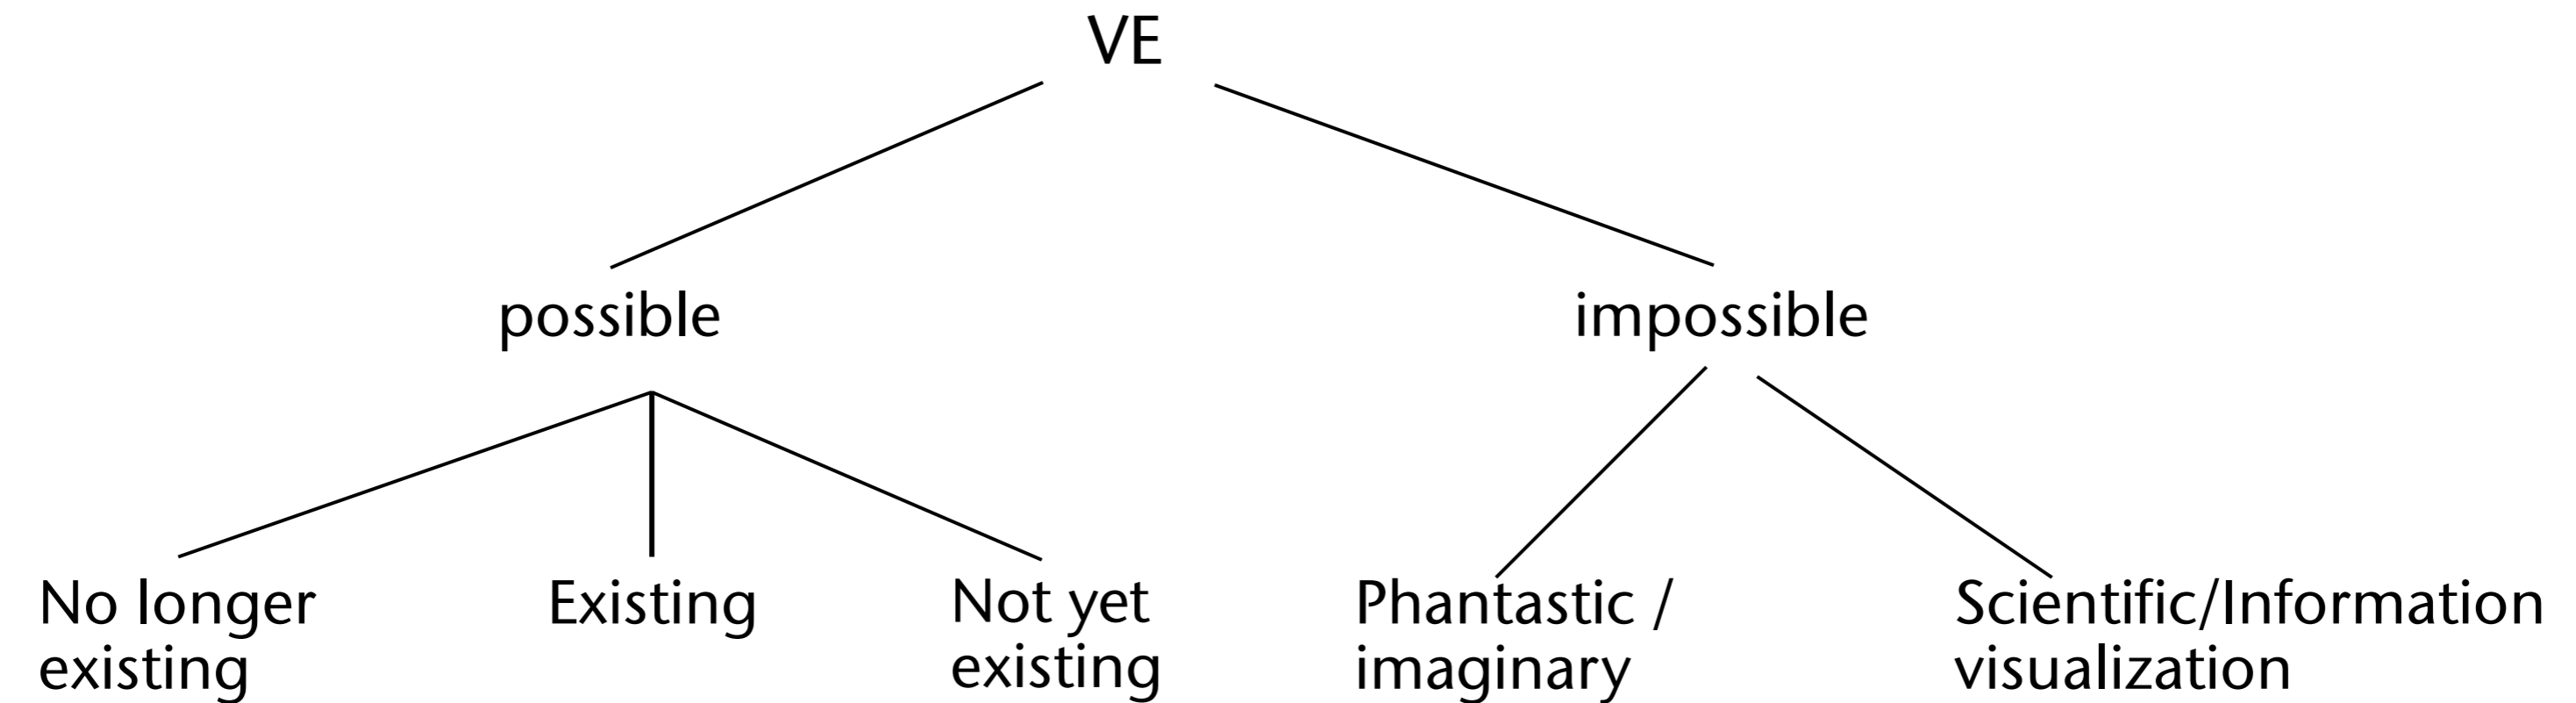 VE
possible
impossible
No longer
existing
Existing
Not yet
existing
Phantastic /
imaginary
Scientific/Information
visualization